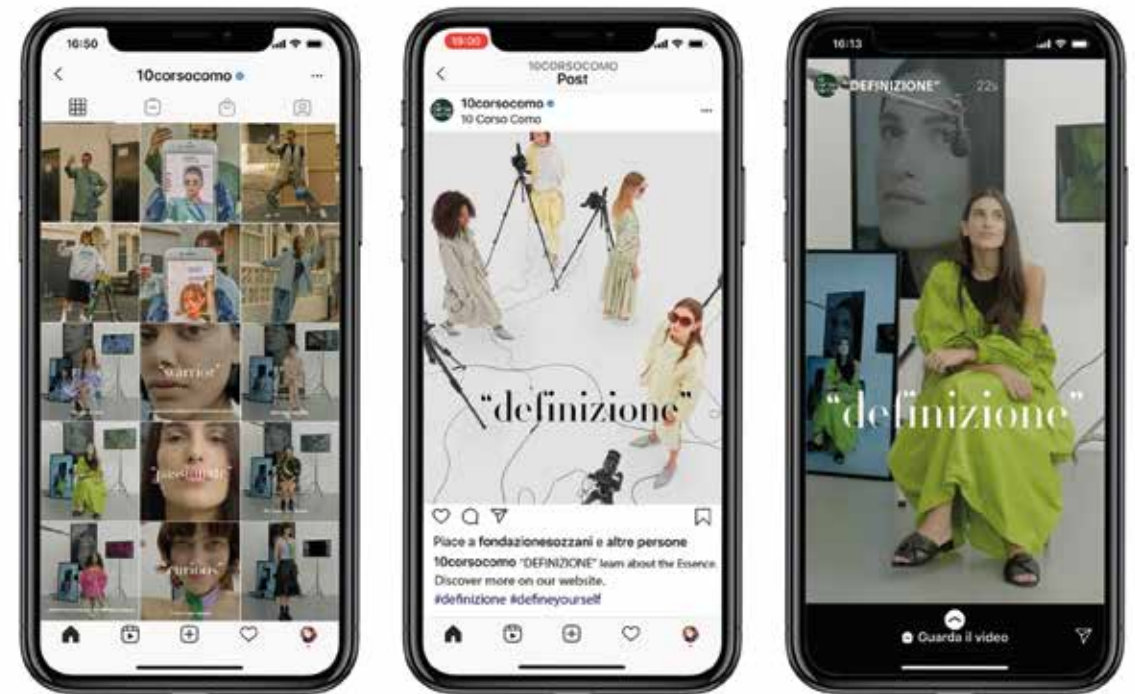 16:50
10corsocomo
"warrior"
"passionate"
"curious"
19:00
10CORSOCOMO
Post
10corsocomo
10 Corso Como
"definizione"
Piace a fondazionesozzani e altre persone
10corsocomo "DEFINIZIONE" learn about the Essence.
Discover more on our website.
#definizione #defineyourself
16:13
"DEFINIZIONE" 22s
"definizione"
Guarda il video